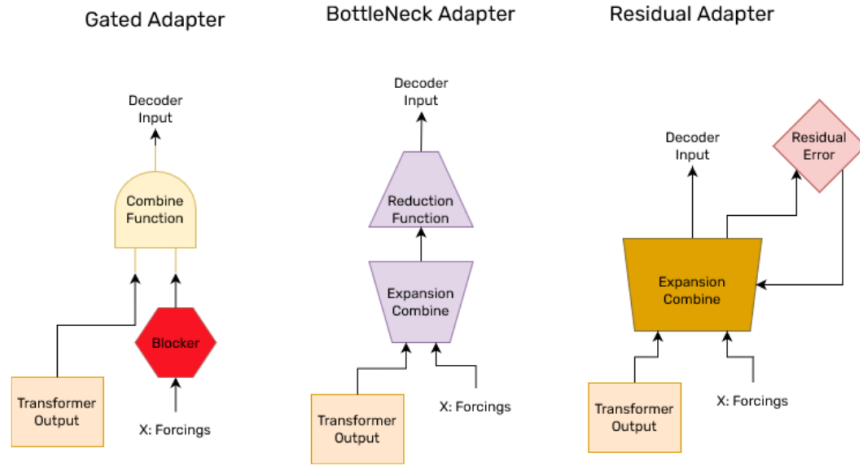 Gated Adapter
Decoder
Input
Combine
Function
Blocker
Transformer
Output
X: Forcings
BottleNeck Adapter
Decoder
Input
Reduction
Function
Expansion
Combine
Transformer
Output
X: Forcings
Residual Adapter
Decoder
Input
Residual
Error
Expansion
Combine
Transformer
Output
X: Forcings